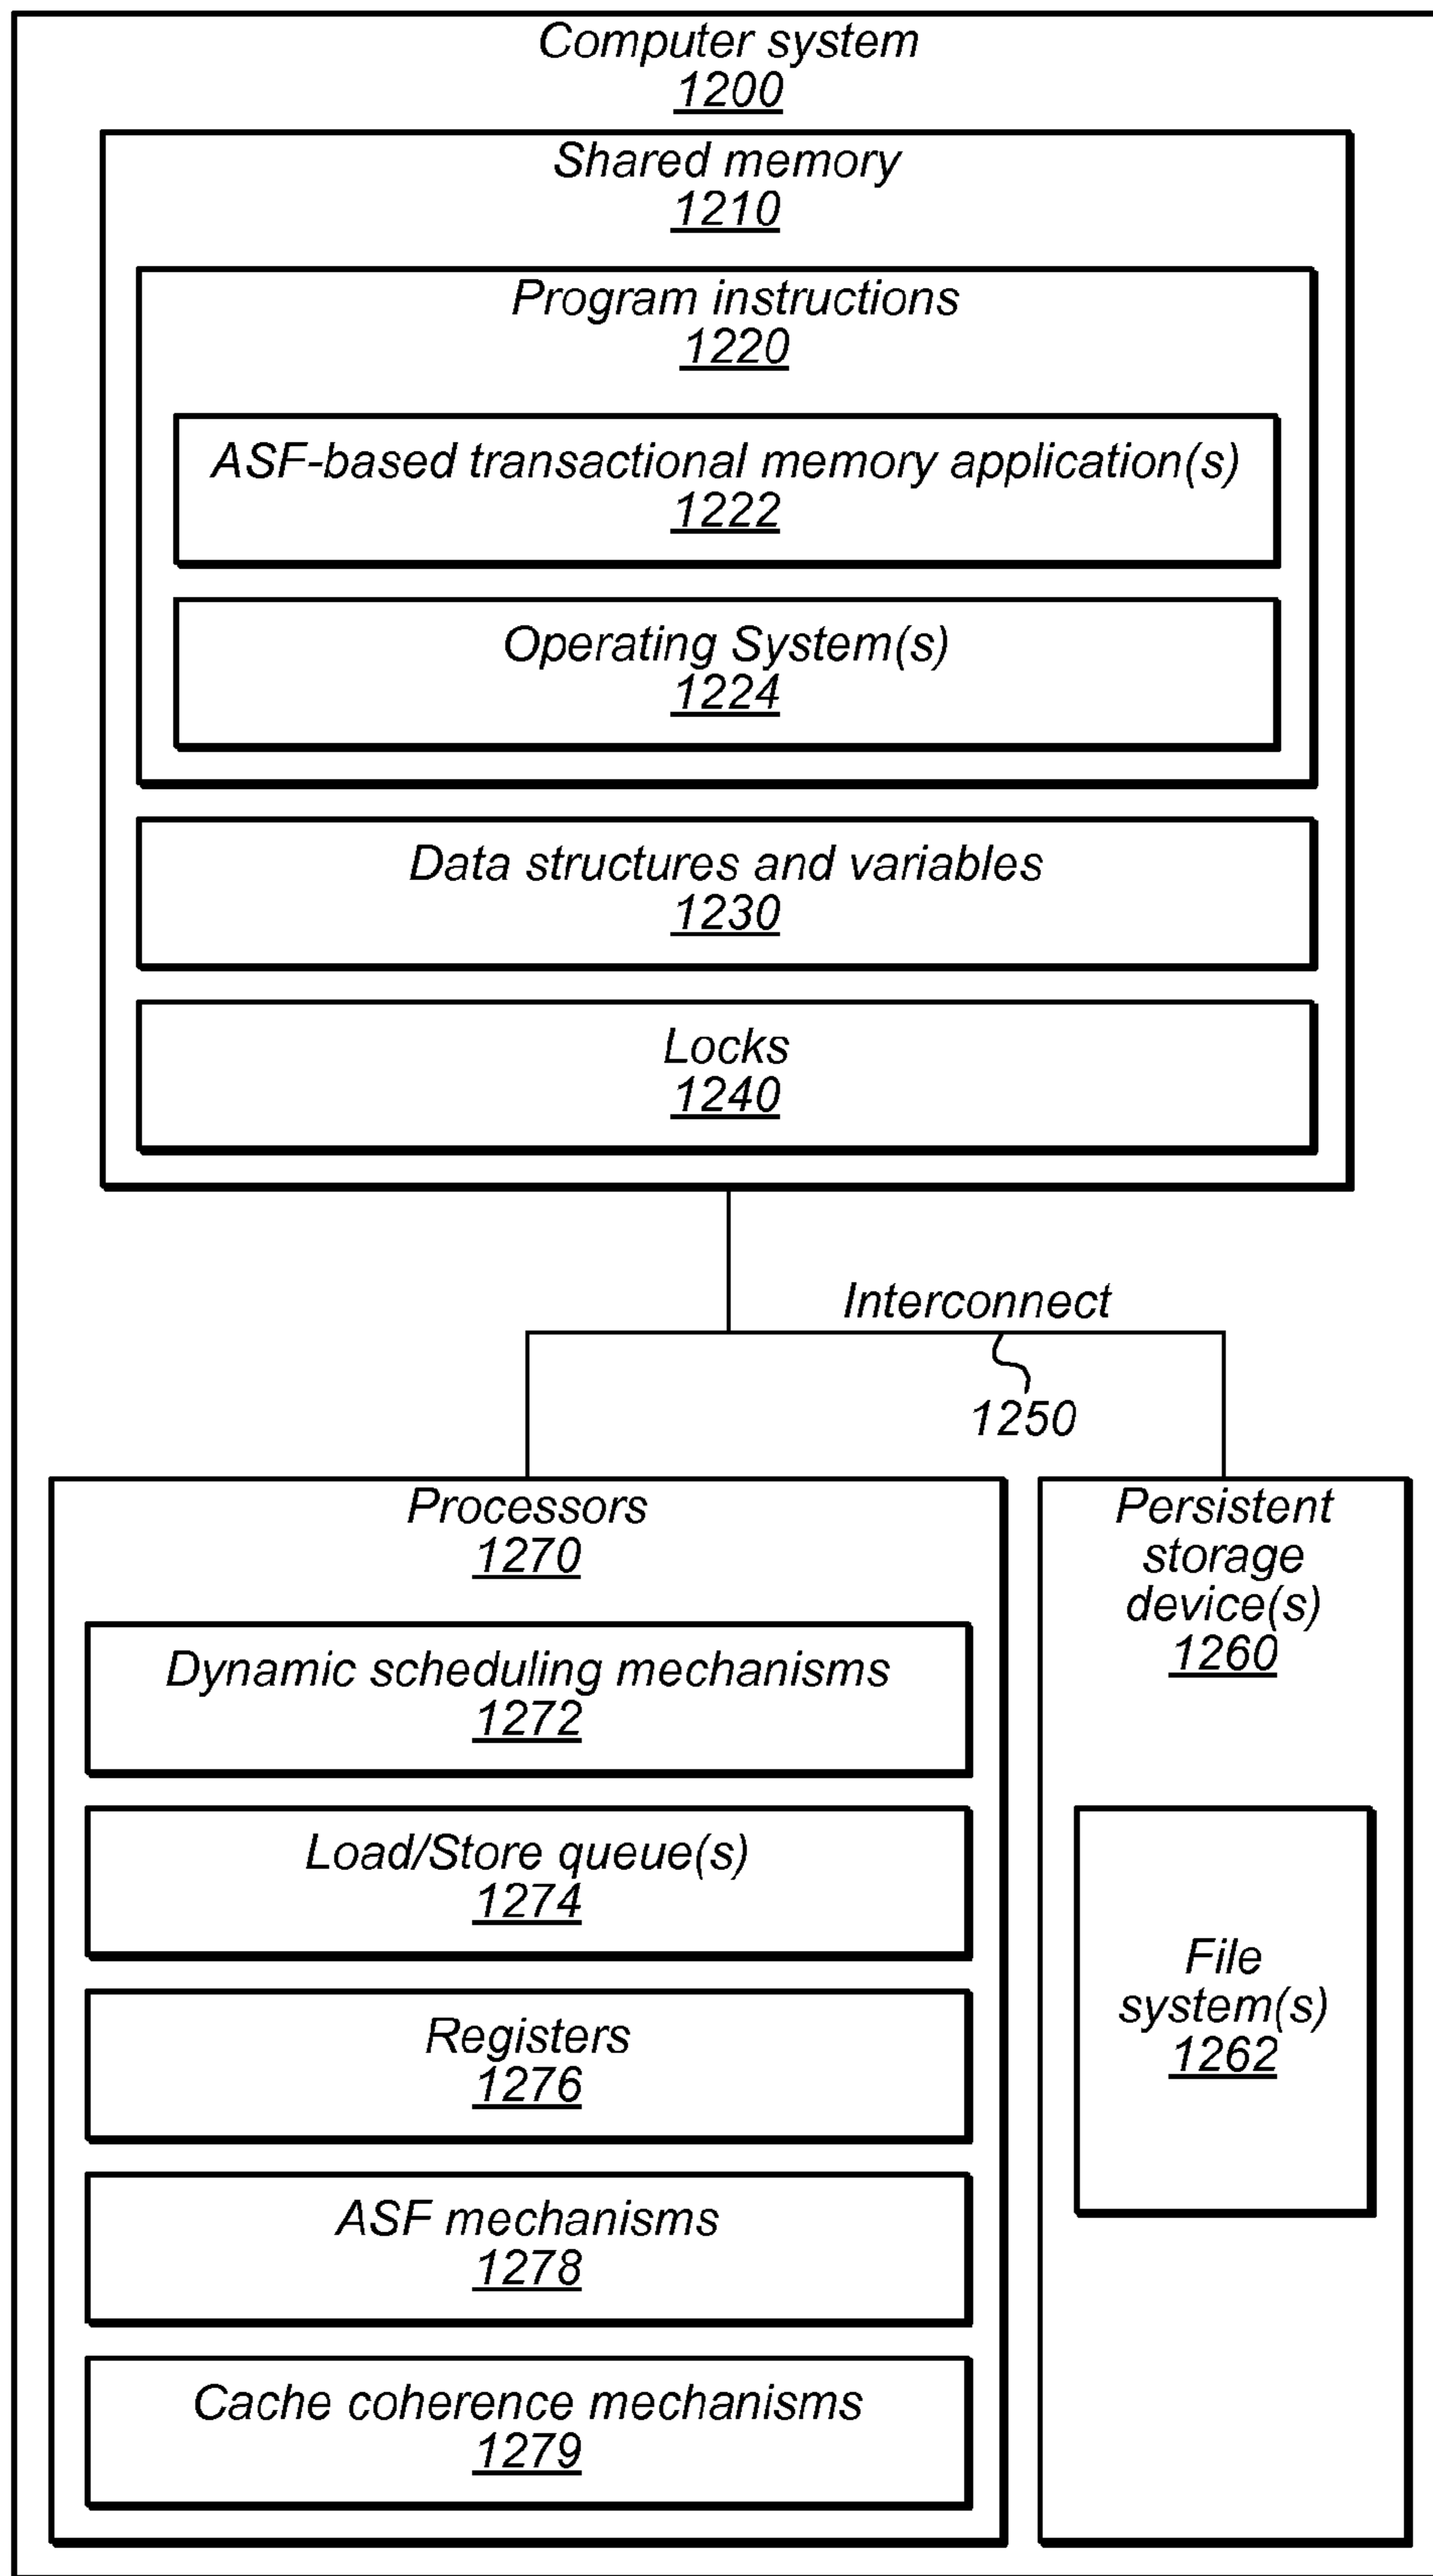 Computer system
1200
Shared memory
1210
Program instructions
1220
ASF-based transactional memory application(s)
1222
Operating System(s)
1224
Data structures and variables
1230
Locks
1240
Interconnect
1250
Processors
1270
Dynamic scheduling mechanisms
1272
Load/Store queue(s)
1274
Registers
1276
ASF mechanisms
1278
Cache coherence mechanisms
1279
Persistent
storage
device(s)
1260
File
system(s)
1262